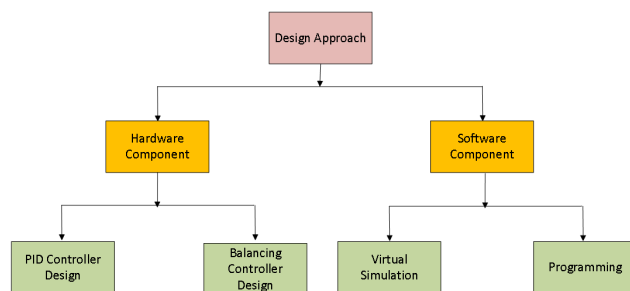 Design Approach
Hardware
Component
Software
Component
PID Controller
Design
Balancing
Controller
Design
Virtual
Simulation
Programming